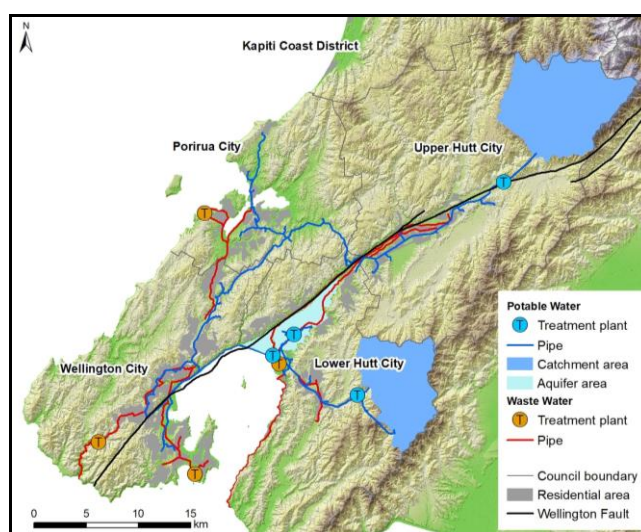 N
Kapiti Coast District
Porirua City
Upper Hutt City
T
T
T
T
Wellington City
Lower Hutt City
T
T
T
T
0 5 10 15
km
Potable Water
T Treatment plant
Pipe
Catchment area
Aquifer area
Waste Water
T Treatment plant
Pipe
Council boundary
Residential area
Wellington Fault